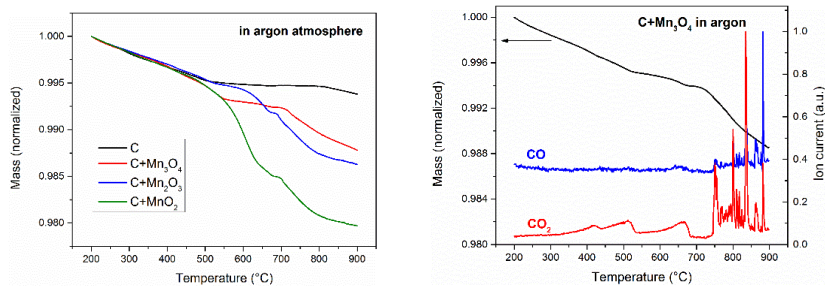 in argon atmosphere
1.000
0.995
0.990
0.985
0.980
Mass (normalized)
C
C+Mn3O4
C+Mn2O3
C+MnO2
200 300 400 500 600 700 800 900
Temperature (°C)
C+Mn3O4 in argon
1.000
0.996
0.992
0.988
0.984
0.980
Mass (normalized)
CO
CO2
1.0
0.8
0.6
0.4
0.2
0.0
Ion current (a.u.)
200 300 400 500 600 700 800 900
Temperature (°C)